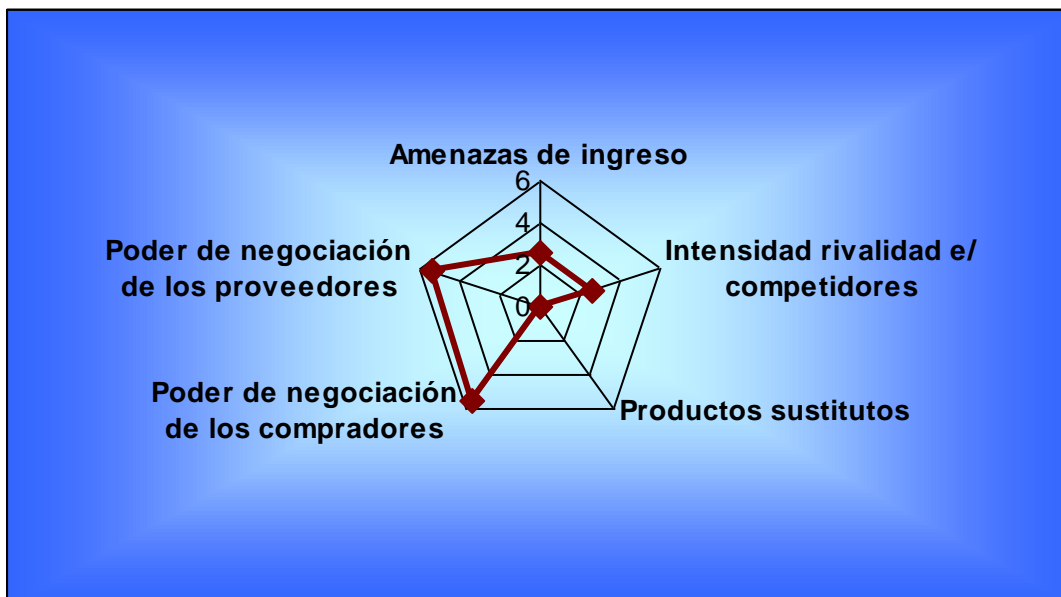 Amenazas de ingreso
6
4
2
0
Intensidad rivalidad e/
competidores
Productos sustitutos
Poder de negociación
de los compradores
Poder de negociación
de los proveedores